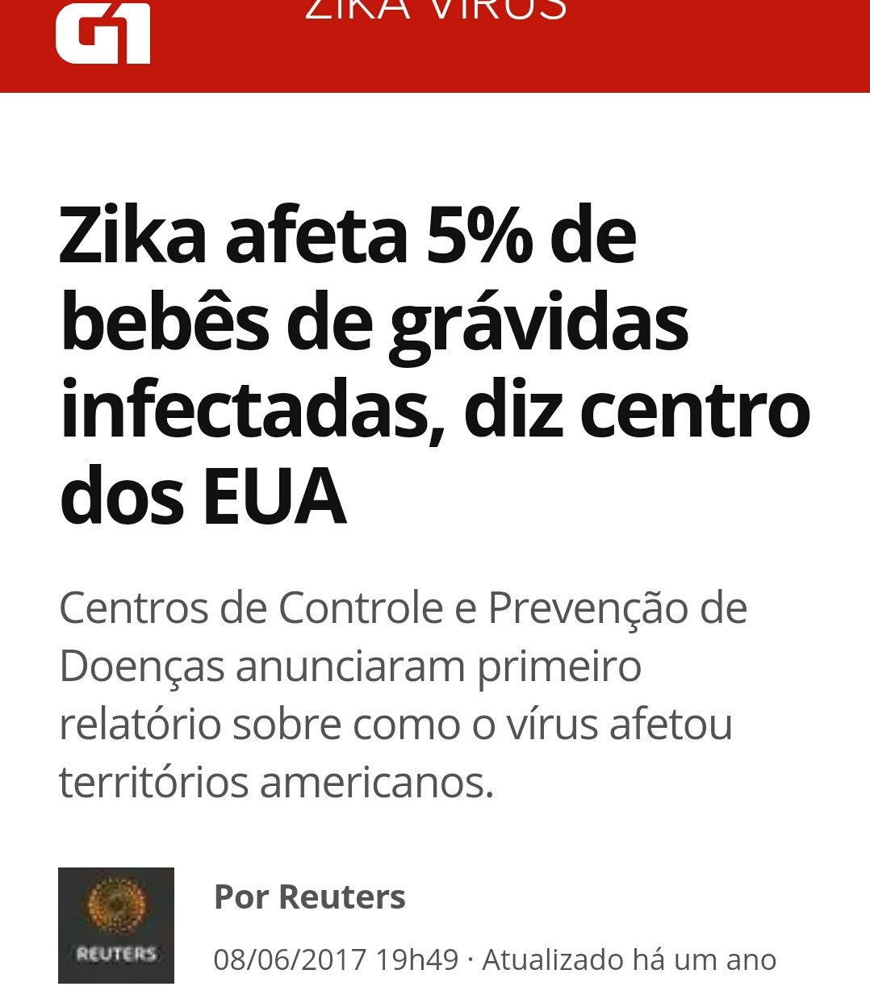 G1
ZIKA VÍRUS
Zika afeta 5% de
bebês de grávidas
infectadas, diz centro
dos EUA
Centros de Controle e Prevenção de
Doenças anunciaram primeiro
relatório sobre como o vírus afetou
territórios americanos.
REUTERS
Por Reuters
08/06/2017 19h49 · Atualizado há um ano